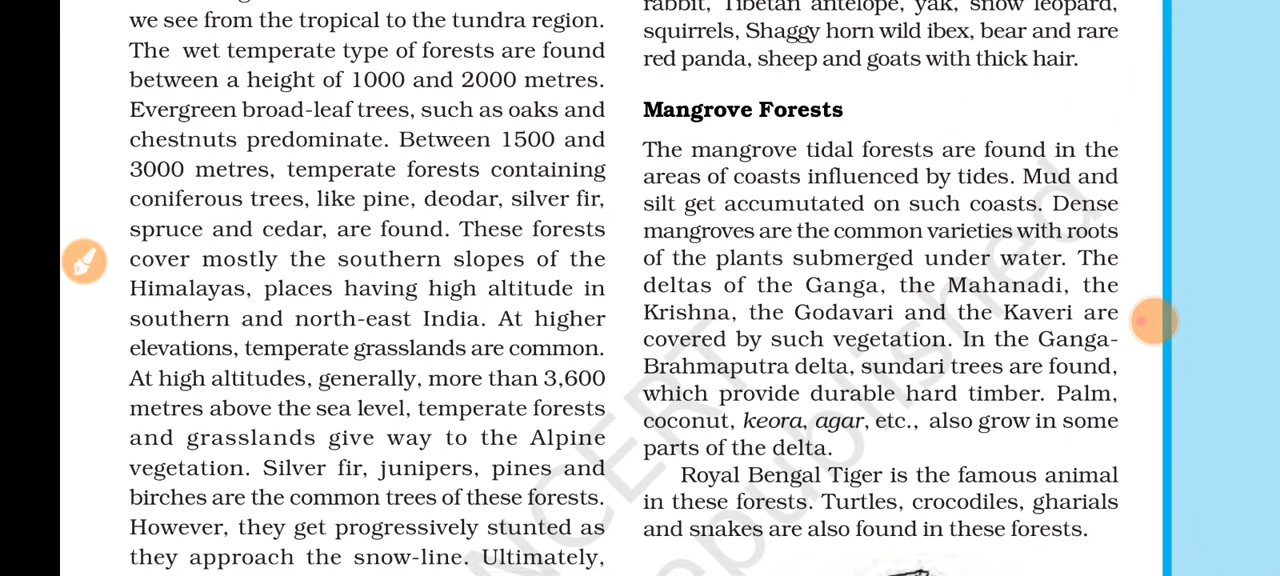 we see from the tropical to the tundra region.
The wet temperate type of forests are found
between a height of 1000 and 2000 metres.
Evergreen broad-leaf trees, such as oaks and
chestnuts predominate. Between 1500 and
3000 metres, temperate forests containing
coniferous trees, like pine, deodar, silver fir,
spruce and cedar, are found. These forests
cover mostly the southern slopes of the
Himalayas, places having high altitude in
southern and north-east India. At higher
elevations, temperate grasslands are common.
At high altitudes, generally, more than 3,600
metres above the sea level, temperate forests
and grasslands give way to the Alpine
vegetation. Silver fir, junipers, pines and
birches are the common trees of these forests.
However, they get progressively stunted as
they approach the snow-line. Ultimately,
rabbit, Tibetan antelope, yak, snow leopard,
squirrels, Shaggy horn wild ibex, bear and rare
red panda, sheep and goats with thick hair.
Mangrove Forests
The mangrove tidal forests are found in the
areas of coasts influenced by tides. Mud and
silt get accumutated on such coasts. Dense
mangroves are the common varieties with roots
of the plants submerged under water. The
deltas of the Ganga, the Mahanadi, the
Krishna, the Godavari and the Kaveri are
covered by such vegetation. In the Ganga-
Brahmaputra delta, sundari trees are found,
which provide durable hard timber. Palm,
coconut, keora, agar, etc., also grow in some
parts of the delta.
Royal Bengal Tiger is the famous animal
in these forests. Turtles, crocodiles, gharials
and snakes are also found in these forests.